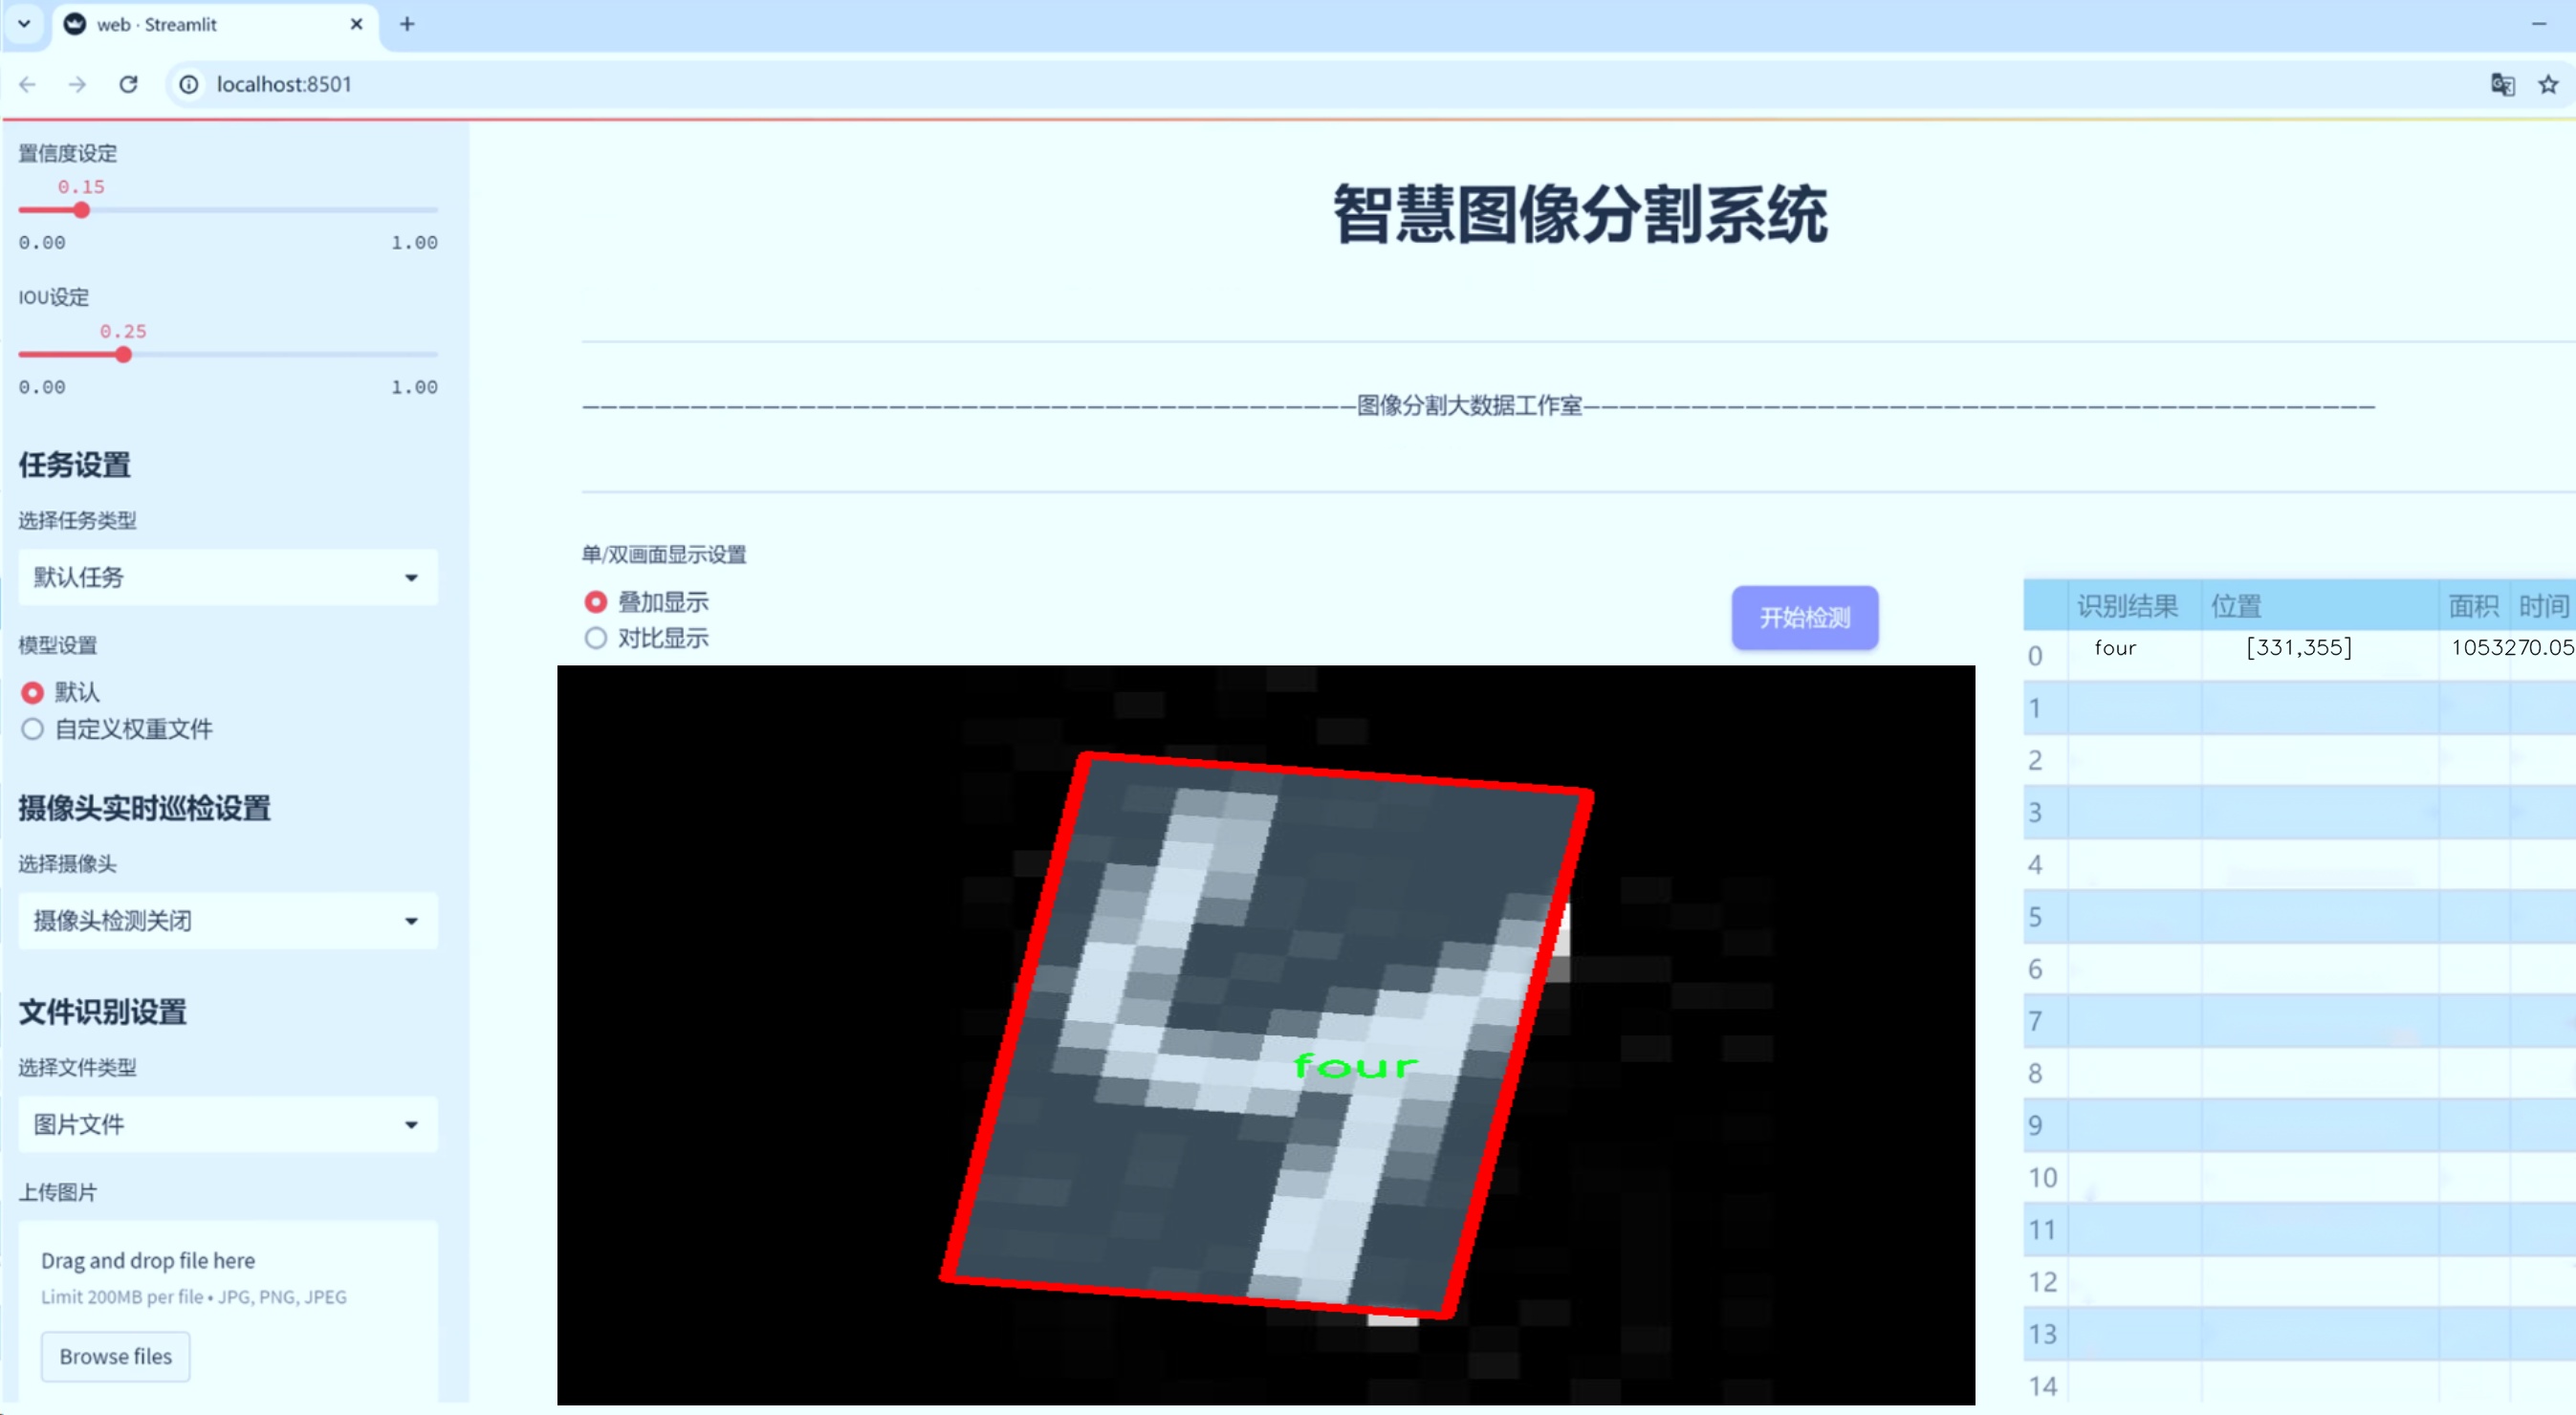 web · Streamlit
localhost:8501
置信度设定
0.15
0.00 1.00
IOU设定
0.25
0.00 1.00
任务设置
选择任务类型
默认任务
模型设置
默认
自定义权重文件
摄像头实时巡检设置
选择摄像头
摄像头检测关闭
文件识别设置
选择文件类型
图片文件
上传图片
Drag and drop file here
Limit 200MB per file • JPG, PNG, JPEG
Browse files
智慧图像分割系统
———————————————————————————————————————————图像分割大数据工作室————————————————————————————————————————————
单/双画面显示设置
叠加显示
对比显示
开始检测
four
识别结果 位置 面积 时间
0 four [331,355] 1053270.05
1
2
3
4
5
6
7
8
9
10
11
12
13
14